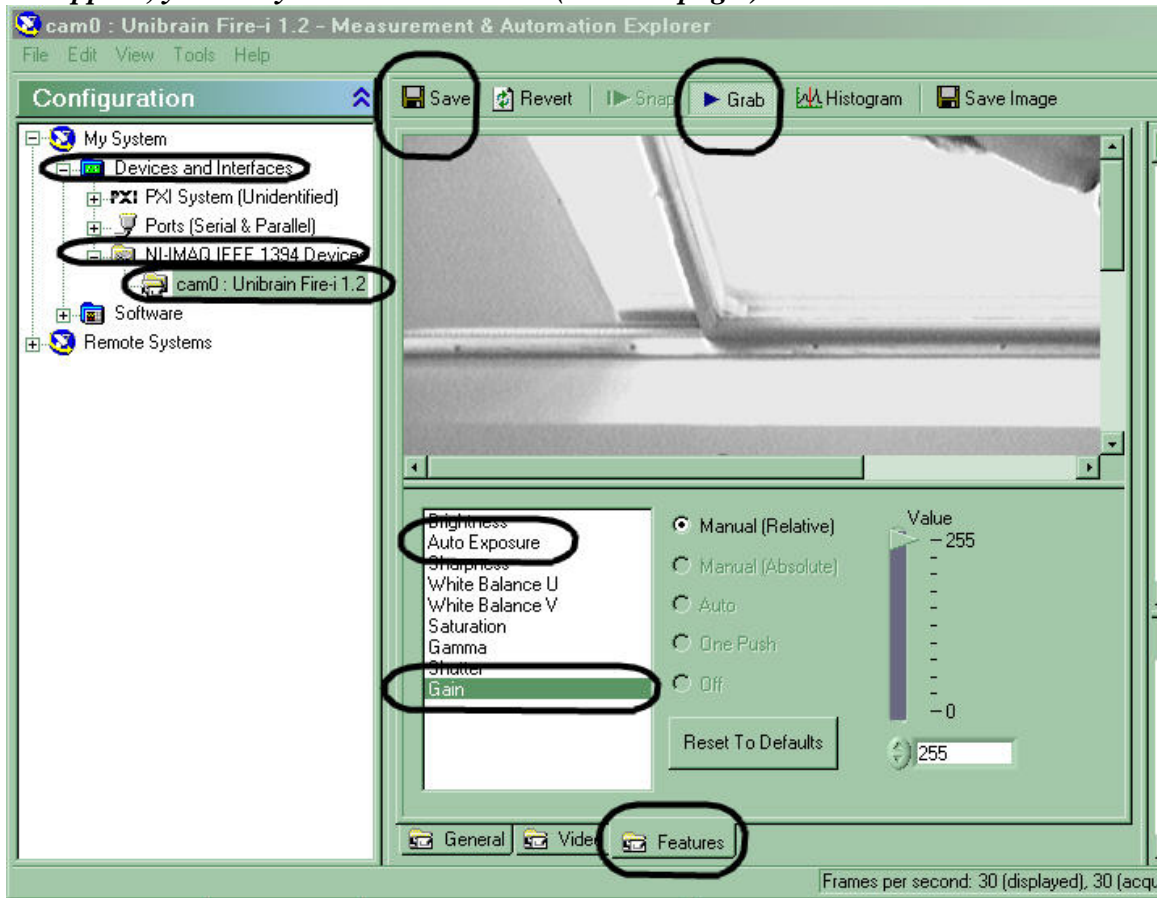 cam0 : Unibrain Fire-i 1.2 - Measurement & Automation Explorer
File Edit View Tools Help
Configuration
Save Revert Snap Grab Histogram Save Image
My System
Devices and Interfaces
PXI PXI System (Unidentified)
Ports (Serial & Parallel)
NI-IMAQ IEEE 1394 Devices
cam0 : Unibrain Fire-i 1.2
Software
Remote Systems
Brightness
Auto Exposure
Sharpness
White Balance U
White Balance V
Saturation
Gamma
Shutter
Gain
Manual (Relative)
Manual (Absolute)
Auto
One Push
Off
Reset To Defaults
Value
255
0
255
General Video Features
Frames per second: 30 (displayed), 30 (acqu